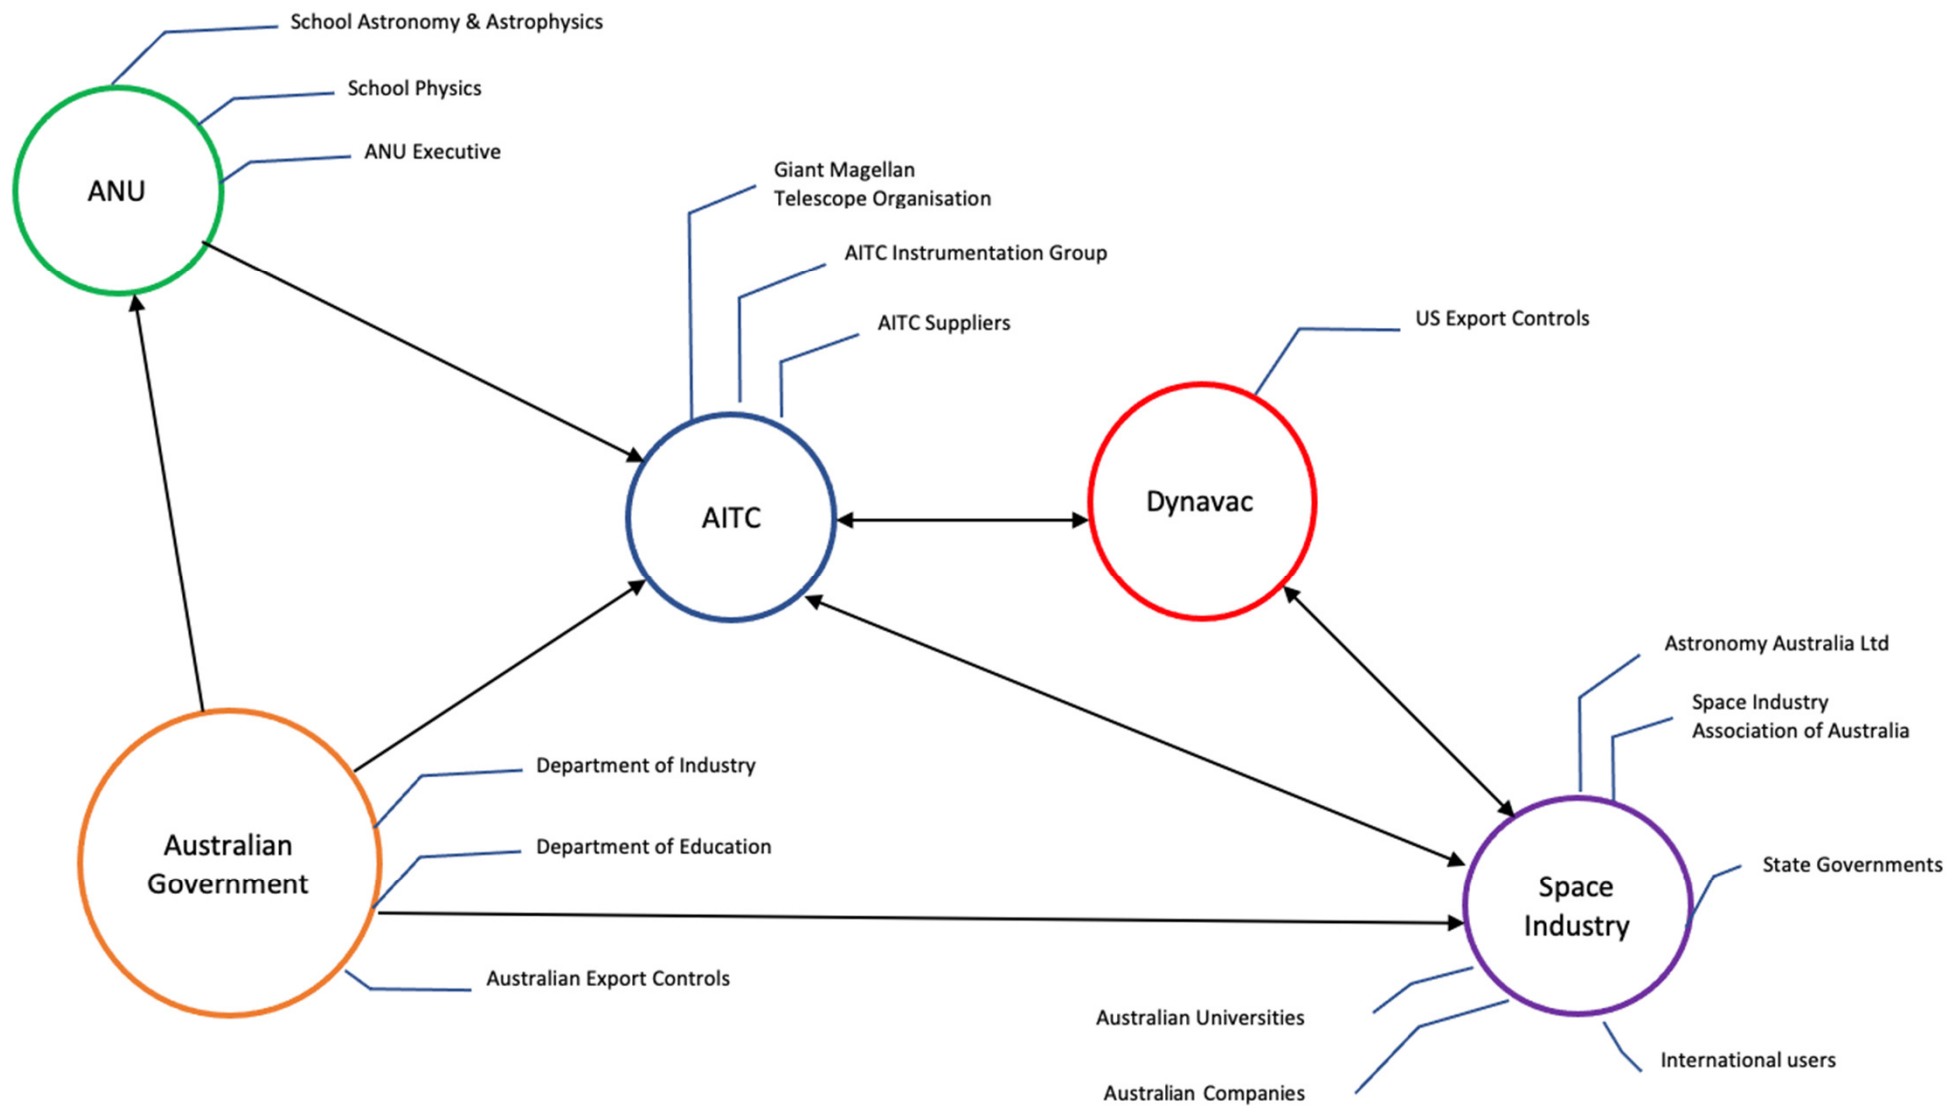 School Astronomy & Astrophysics
School Physics
ANU Executive
ANU
Giant Magellan
Telescope Organisation
AITC Instrumentation Group
AITC Suppliers
US Export Controls
AITC
Dynavac
Astronomy Australia Ltd
Space Industry
Association of Australia
Department of Industry
Department of Education
Australian
Government
State Governments
Space
Industry
Australian Export Controls
Australian Universities
International users
Australian Companies